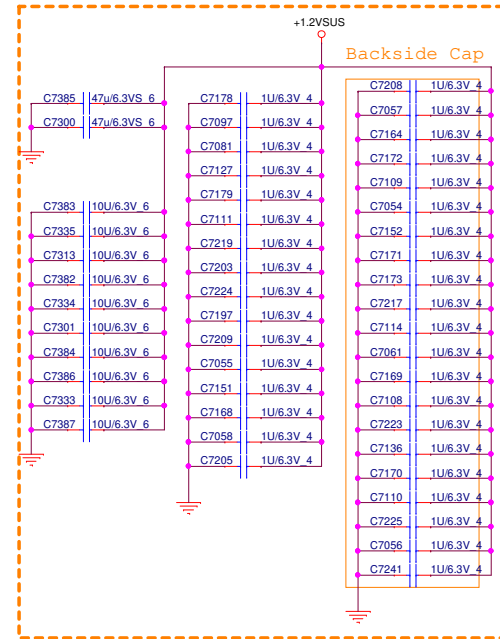 +1.2VSUS
Backside Cap
C7385 47u/6.3VS_6
C7300 47u/6.3VS_6
C7383 10U/6.3V_6
C7335 10U/6.3V_6
C7313 10U/6.3V_6
C7382 10U/6.3V_6
C7334 10U/6.3V_6
C7301 10U/6.3V_6
C7384 10U/6.3V_6
C7386 10U/6.3V_6
C7333 10U/6.3V_6
C7387 10U/6.3V_6
C7178 1U/6.3V_4
C7097 1U/6.3V_4
C7081 1U/6.3V_4
C7127 1U/6.3V_4
C7179 1U/6.3V_4
C7111 1U/6.3V_4
C7219 1U/6.3V_4
C7203 1U/6.3V_4
C7224 1U/6.3V_4
C7197 1U/6.3V_4
C7209 1U/6.3V_4
C7055 1U/6.3V_4
C7151 1U/6.3V_4
C7168 1U/6.3V_4
C7058 1U/6.3V_4
C7205 1U/6.3V_4
C7208 1U/6.3V_4
C7057 1U/6.3V_4
C7164 1U/6.3V_4
C7172 1U/6.3V_4
C7109 1U/6.3V_4
C7054 1U/6.3V_4
C7152 1U/6.3V_4
C7171 1U/6.3V_4
C7173 1U/6.3V_4
C7217 1U/6.3V_4
C7114 1U/6.3V_4
C7061 1U/6.3V_4
C7169 1U/6.3V_4
C7108 1U/6.3V_4
C7223 1U/6.3V_4
C7136 1U/6.3V_4
C7170 1U/6.3V_4
C7110 1U/6.3V_4
C7225 1U/6.3V_4
C7056 1U/6.3V_4
C7241 1U/6.3V_4